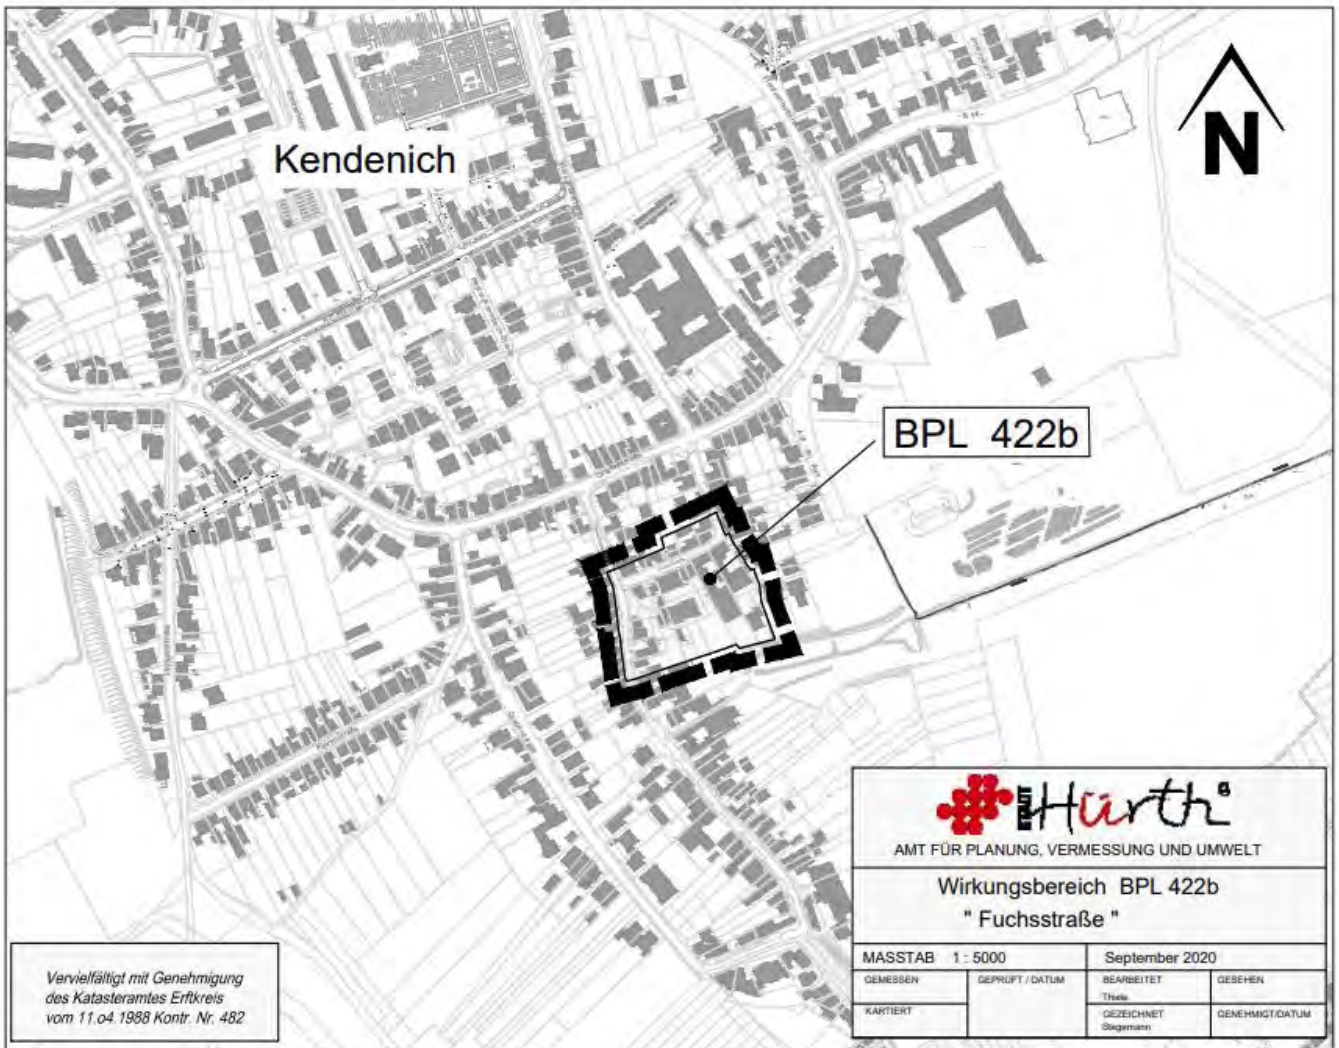 Kendenich
N
BPL 422b
STADT Hürth
AMT FÜR PLANUNG, VERMESSUNG UND UMWELT
Wirkungsbereich BPL 422b
" Fuchsstraße "
MASSTAB 1 : 5000
September 2020
GEMESSEN
GEPRÜFT / DATUM
BEARBEITET
GESEHEN
Thiele
KARTIERT
GEZEICHNET
GENEHMIGT/DATUM
Stegemann
Vervielfältigt mit Genehmigung
des Katasteramtes Erftkreis
vom 11.o4.1988 Kontr. Nr. 482